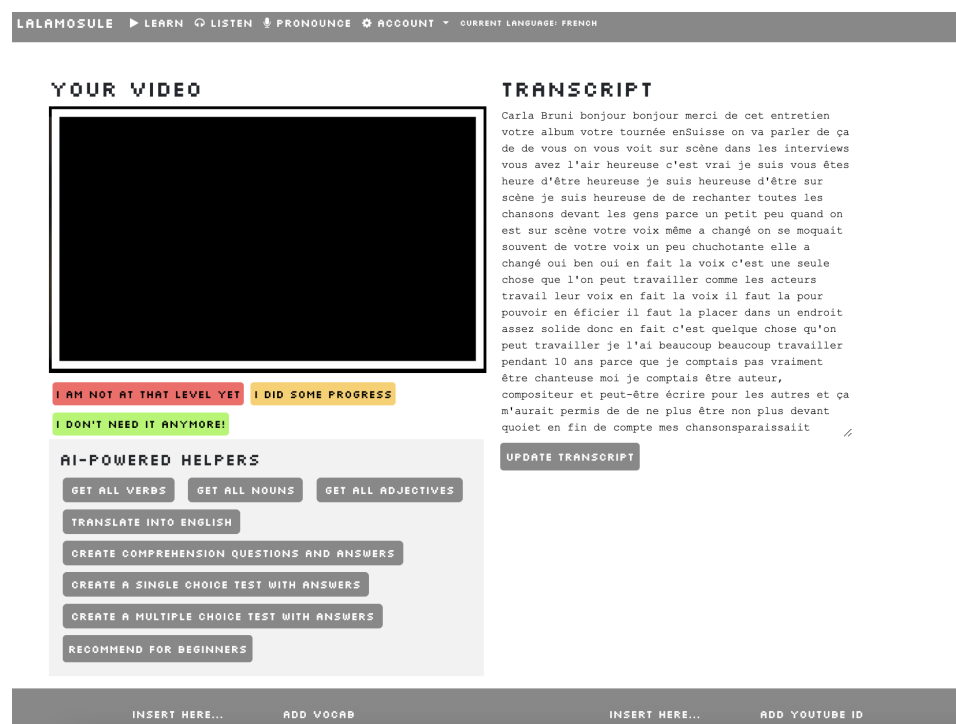 LALAMOSULE LEARN LISTEN PRONOUNCE ACCOUNT CURRENT LANGUAGE: FRENCH
YOUR VIDEO
I AM NOT AT THAT LEVEL YET I DID SOME PROGRESS
I DON'T NEED IT ANYMORE!
AI-POWERED HELPERS
GET ALL VERBS GET ALL NOUNS GET ALL ADJECTIVES
TRANSLATE INTO ENGLISH
CREATE COMPREHENSION QUESTIONS AND ANSWERS
CREATE A SINGLE CHOICE TEST WITH ANSWERS
CREATE A MULTIPLE CHOICE TEST WITH ANSWERS
RECOMMEND FOR BEGINNERS
TRANSCRIPT
Carla Bruni bonjour bonjour merci de cet entretien
votre album votre tournée enSuisse on va parler de ça
de de vous on vous voit sur scène dans les interviews
vous avez l'air heureuse c'est vrai je suis vous êtes
heure d'être heureuse je suis heureuse d'être sur
scène je suis heureuse de de rechanter toutes les
chansons devant les gens parce un petit peu quand on
est sur scène votre voix même a changé on se moquait
souvent de votre voix un peu chuchotante elle a
changé oui ben oui en fait la voix c'est une seule
chose que l'on peut travailler comme les acteurs
travail leur voix en fait la voix il faut la pour
pouvoir en éficier il faut la placer dans un endroit
assez solide donc en fait c'est quelque chose qu'on
peut travailler je l'ai beaucoup beaucoup travailler
pendant 10 ans parce que je comptais pas vraiment
être chanteuse moi je comptais être auteur,
compositeur et peut-être écrire pour les autres et ça
m'aurait permis de de ne plus être non plus devant
quoiet en fin de compte mes chansonsparaissaiit
UPDATE TRANSCRIPT
INSERT HERE... ADD VOCAB INSERT HERE... ADD YOUTUBE ID